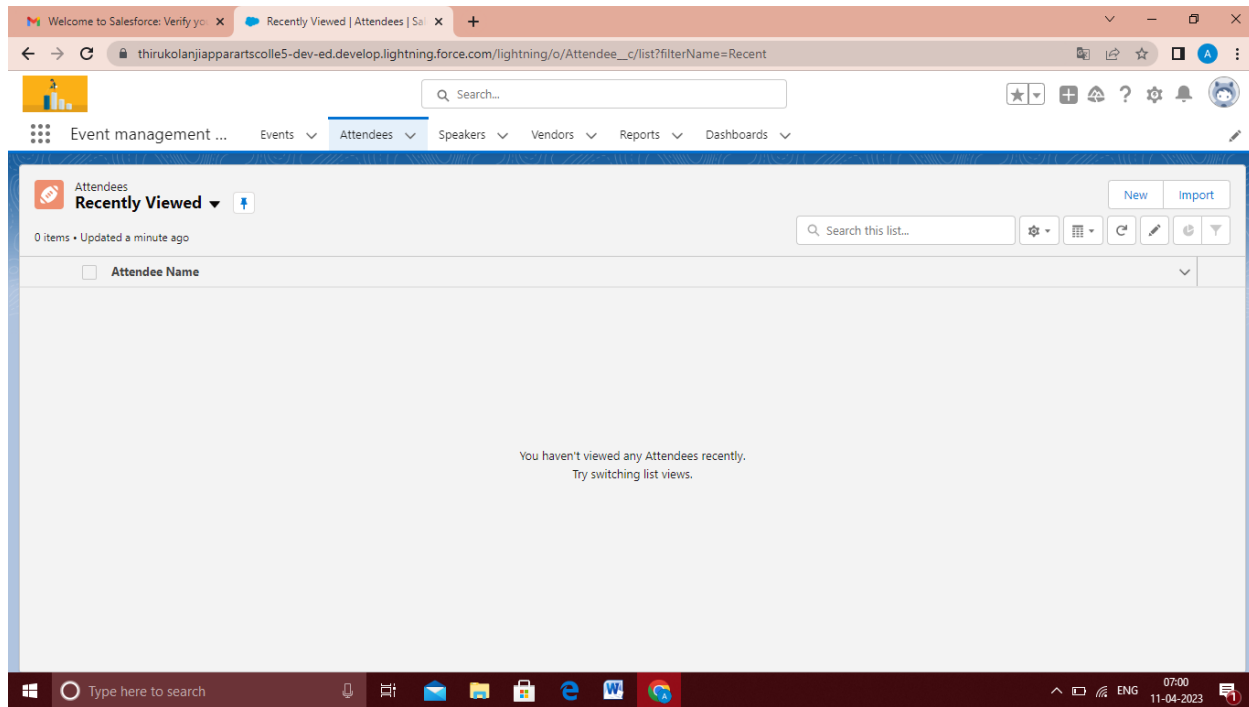 Welcome to Salesforce: Verify yo
Recently Viewed | Attendees | Sal
thirukolanjiapparartscolle5-dev-ed.develop.lightning.force.com/lightning/o/Attendee__c/list?filterName=Recent
A
Search...
Event management ...
Events
Attendees
Speakers
Vendors
Reports
Dashboards
Attendees
Recently Viewed
New
Import
0 items • Updated a minute ago
Search this list...
Attendee Name
You haven't viewed any Attendees recently.
Try switching list views.
Type here to search
ENG
07:00
11-04-2023
1